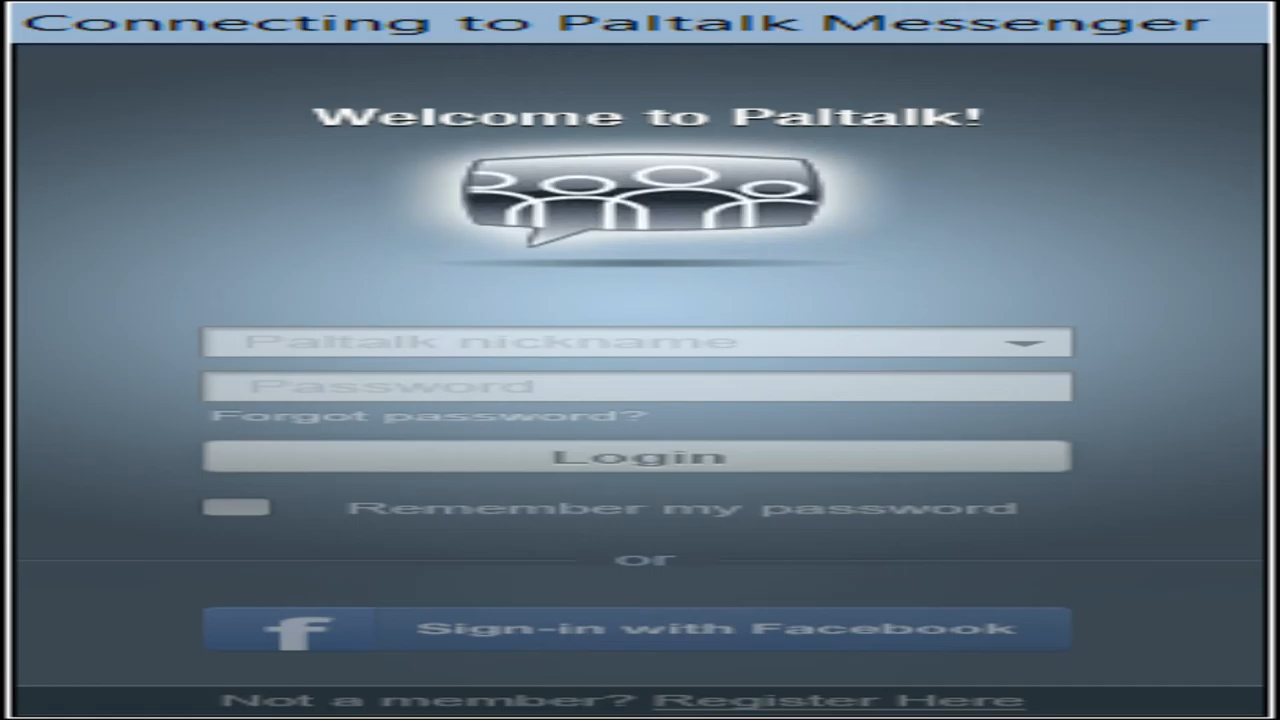 Connecting to Paltalk Messenger
Welcome to Paltalk!
Paltalk nickname
Password
Forgot password?
Login
Remember my password
or
f Sign-in with Facebook
Not a member? Register Here